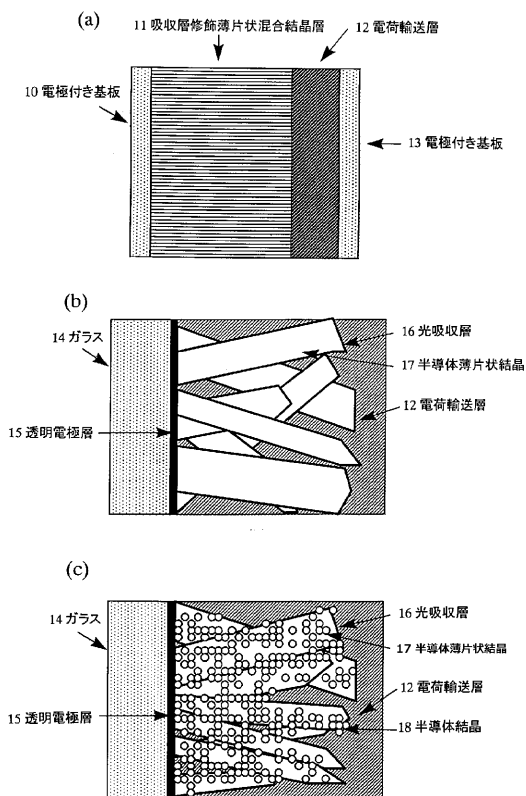 (a)
11 吸収層修飾薄片状混合結晶層
12 電荷輸送層
10 電極付き基板
13 電極付き基板
(b)
14 ガラス
16 光吸収層
17 半導体薄片状結晶
12 電荷輸送層
15 透明電極層
(c)
14 ガラス
16 光吸収層
17 半導体薄片状結晶
12 電荷輸送層
15 透明電極層
18 半導体結晶